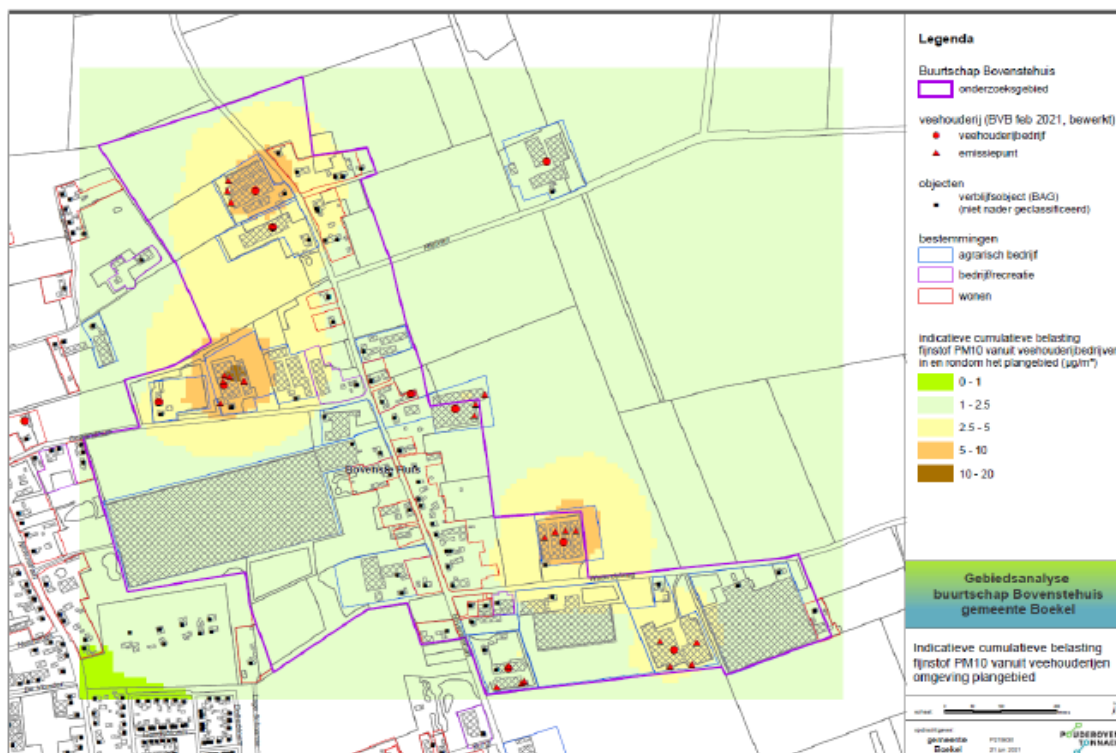 Legenda
Buurtschap Bovenstehuis
onderzoeksgebied
veehouderij (BVB feb 2021, bewerkt)
veehouderijbedrijf
emissiepunt
objecten
verblijfsobject (BAG)
(niet nader geclassificeerd)
bestemmingen
agrarisch bedrijf
bedrijf/recreatie
wonen
indicatieve cumulatieve belasting
fijnstof PM10 vanuit veehouderijbedrijven
in en rondom het plangebied (µg/m³)
0 - 1
1 - 2.5
2.5 - 5
5 - 10
10 - 20
Bovenste Huis
Gebiedsanalyse
buurtschap Bovenstehuis
gemeente Boekel
Indicatieve cumulatieve belasting
fijnstof PM10 vanuit veehouderijen
omgeving plangebied
schaal
gemeente
Boekel